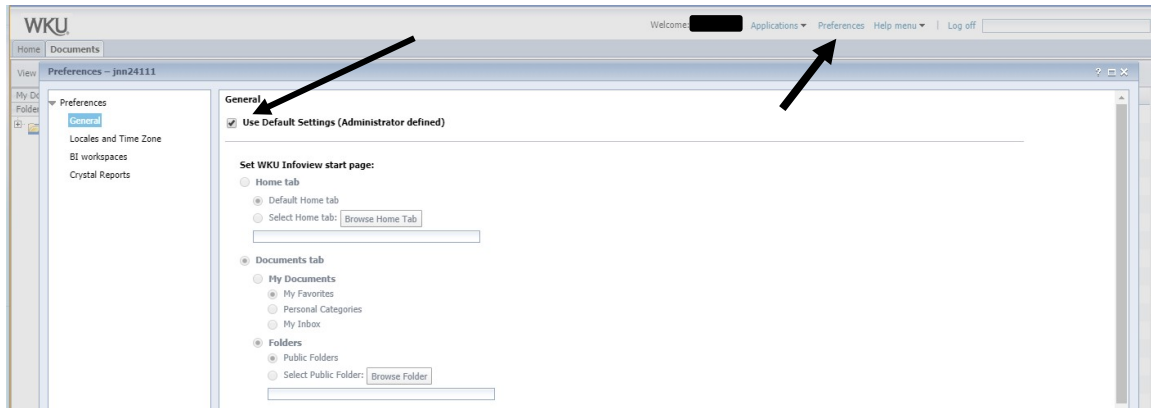 WKU.
Welcome: Applications Preferences Help menu | Log off
Home Documents
View Preferences – jnn24111 ?
My Do
Folder
Preferences
General
Locales and Time Zone
BI workspaces
Crystal Reports
General
Use Default Settings (Administrator defined)
Set WKU Infoview start page:
Home tab
Default Home tab
Select Home tab: Browse Home Tab
Documents tab
My Documents
My Favorites
Personal Categories
My Inbox
Folders
Public Folders
Select Public Folder: Browse Folder